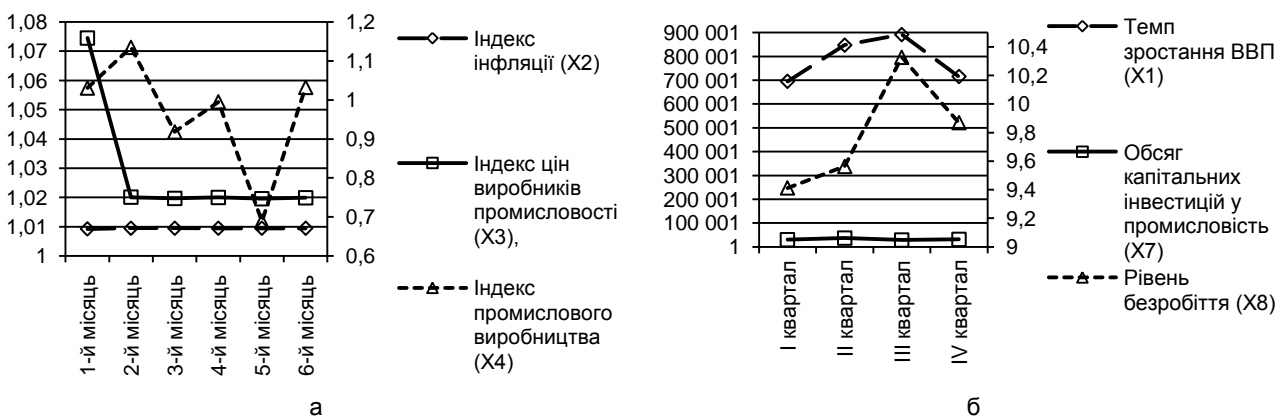 1,08
1,07
1,06
1,05
1,04
1,03
1,02
1,01
1
1,2
1,1
1
0,9
0,8
0,7
0,6
1-й місяць
2-й місяць
3-й місяць
4-й місяць
5-й місяць
6-й місяць
Індекс
інфляції (X2)
Індекс цін
виробників
промисловості
(X3),
Індекс
промислового
виробництва
(X4)
а
900 001
800 001
700 001
600 001
500 001
400 001
300 001
200 001
100 001
1
10,4
10,2
10
9,8
9,6
9,4
9,2
9
I квартал
II квартал
III квартал
IV квартал
Темп
зростання ВВП
(X1)
Обсяг
капітальних
інвестицій у
промисловість
(X7)
Рівень
безробіття (X8)
б